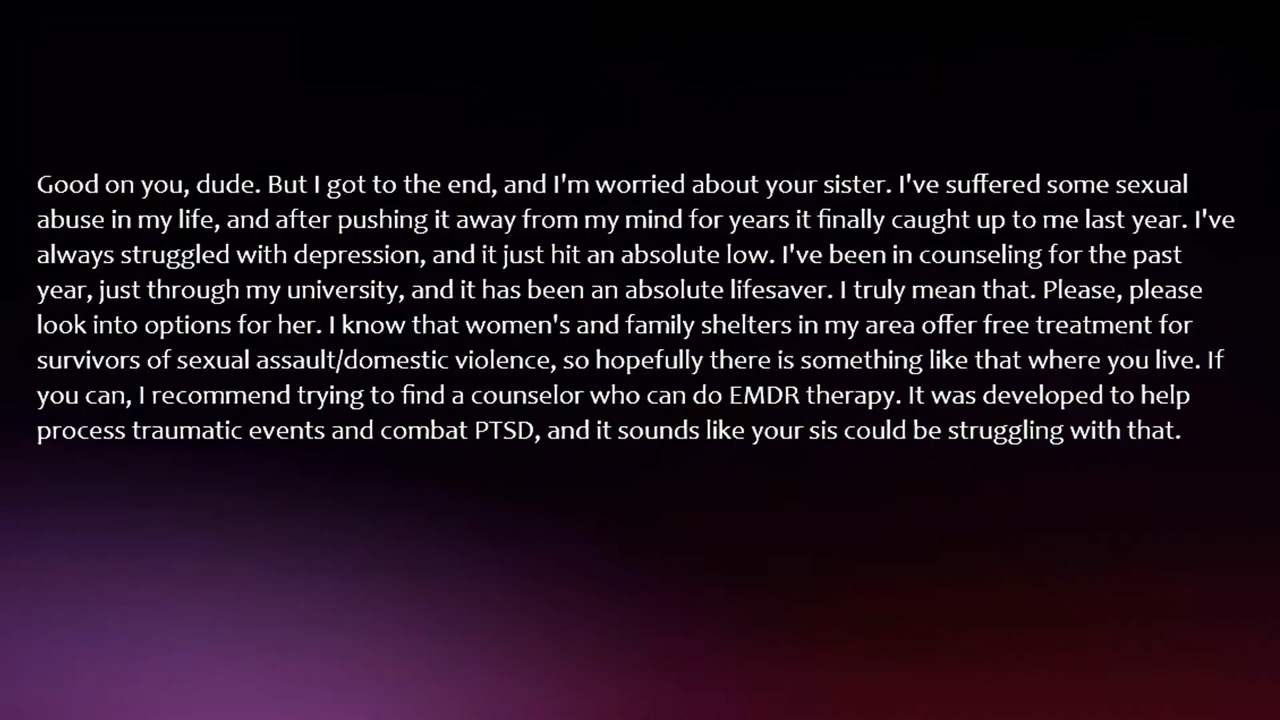 Good on you, dude. But I got to the end, and I'm worried about your sister. I've suffered some sexual
abuse in my life, and after pushing it away from my mind for years it finally caught up to me last year. I've
always struggled with depression, and it just hit an absolute low. I've been in counseling for the past
year, just through my university, and it has been an absolute lifesaver. I truly mean that. Please, please
look into options for her. I know that women's and family shelters in my area offer free treatment for
survivors of sexual assault/domestic violence, so hopefully there is something like that where you live. If
you can, I recommend trying to find a counselor who can do EMDR therapy. It was developed to help
process traumatic events and combat PTSD, and it sounds like your sis could be struggling with that.